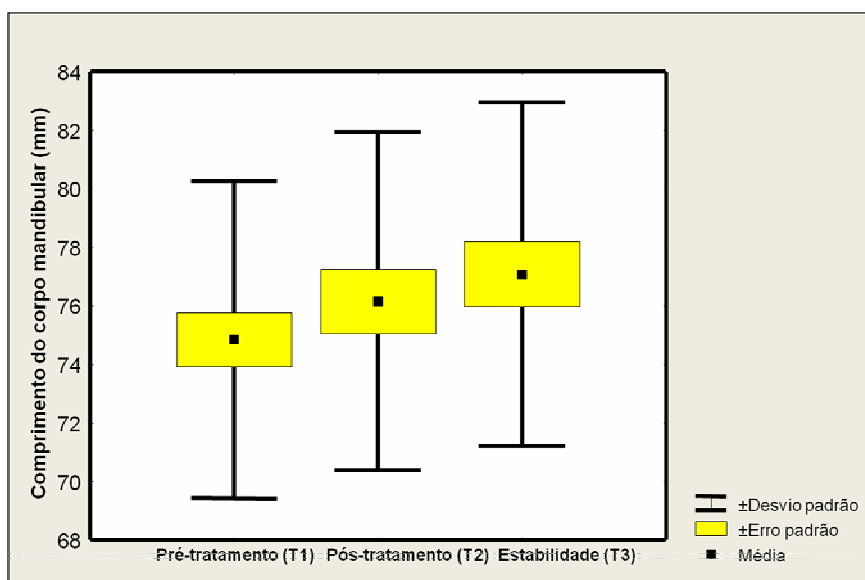 Comprimento do corpo mandibular (mm)
84
82
80
78
76
74
72
70
68
Pré-tratamento (T1) Pós-tratamento (T2) Estabilidade (T3)
±Desvio padrão
±Erro padrão
Média